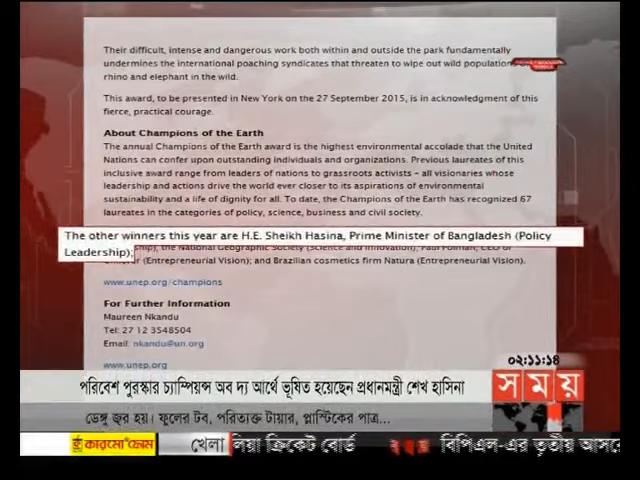 Their difficult, intense and dangerous work both within and outside the park fundamentally
undermines the international poaching syndicates that threaten to wipe out wild
rhino and elephant in the wild.
This award, to be presented in New York on the 27 September 2015, is in acknowledgment of this
fierce, practical courage.
About Champions of the Earth
The annual Champions of the Earth award is the highest environmental accolade that the United
Nations can confer upon outstanding individuals and organizations. Previous laureates of this
inclusive award range from leaders of nations to grassroots activists – all visionaries whose
leadership and actions drive the world ever closer to its aspirations of environmental
sustainability and a life of dignity for all. To date, the Champions of the Earth has recognized 67
laureates in the categories of policy, science, business and civil society.
The other winners this year are H.E. Sheikh Hasina, Prime Minister of Bangladesh (Policy
Leadership);
the National Geographic Society (Science and Innovation), Paul Polman, CEO of
(Entrepreneurial Vision); and Brazilian cosmetics firm Natura (Entrepreneurial Vision).
www.unep.org/champions
For Further Information
Maureen Nkandu
Tel: 27 12 3548504
Email: nkandu@un.org
www.unep.org
০২:১১:১৪
পরিবেশ পুরস্কার চ্যাম্পিয়ন্স অব দ্য আর্থে ভূষিত হয়েছেন প্রধানমন্ত্রী শেখ হাসিনা
সময়
ডেঙ্গু জ্বর হয়। ফুলের টব, পরিত্যক্ত টায়ার, প্লাস্টিকের পাত্র...
কারমো ফোম খেলা লিয়া ক্রিকেট বোর্ড বিপিএল-এর তৃতীয় আসরে